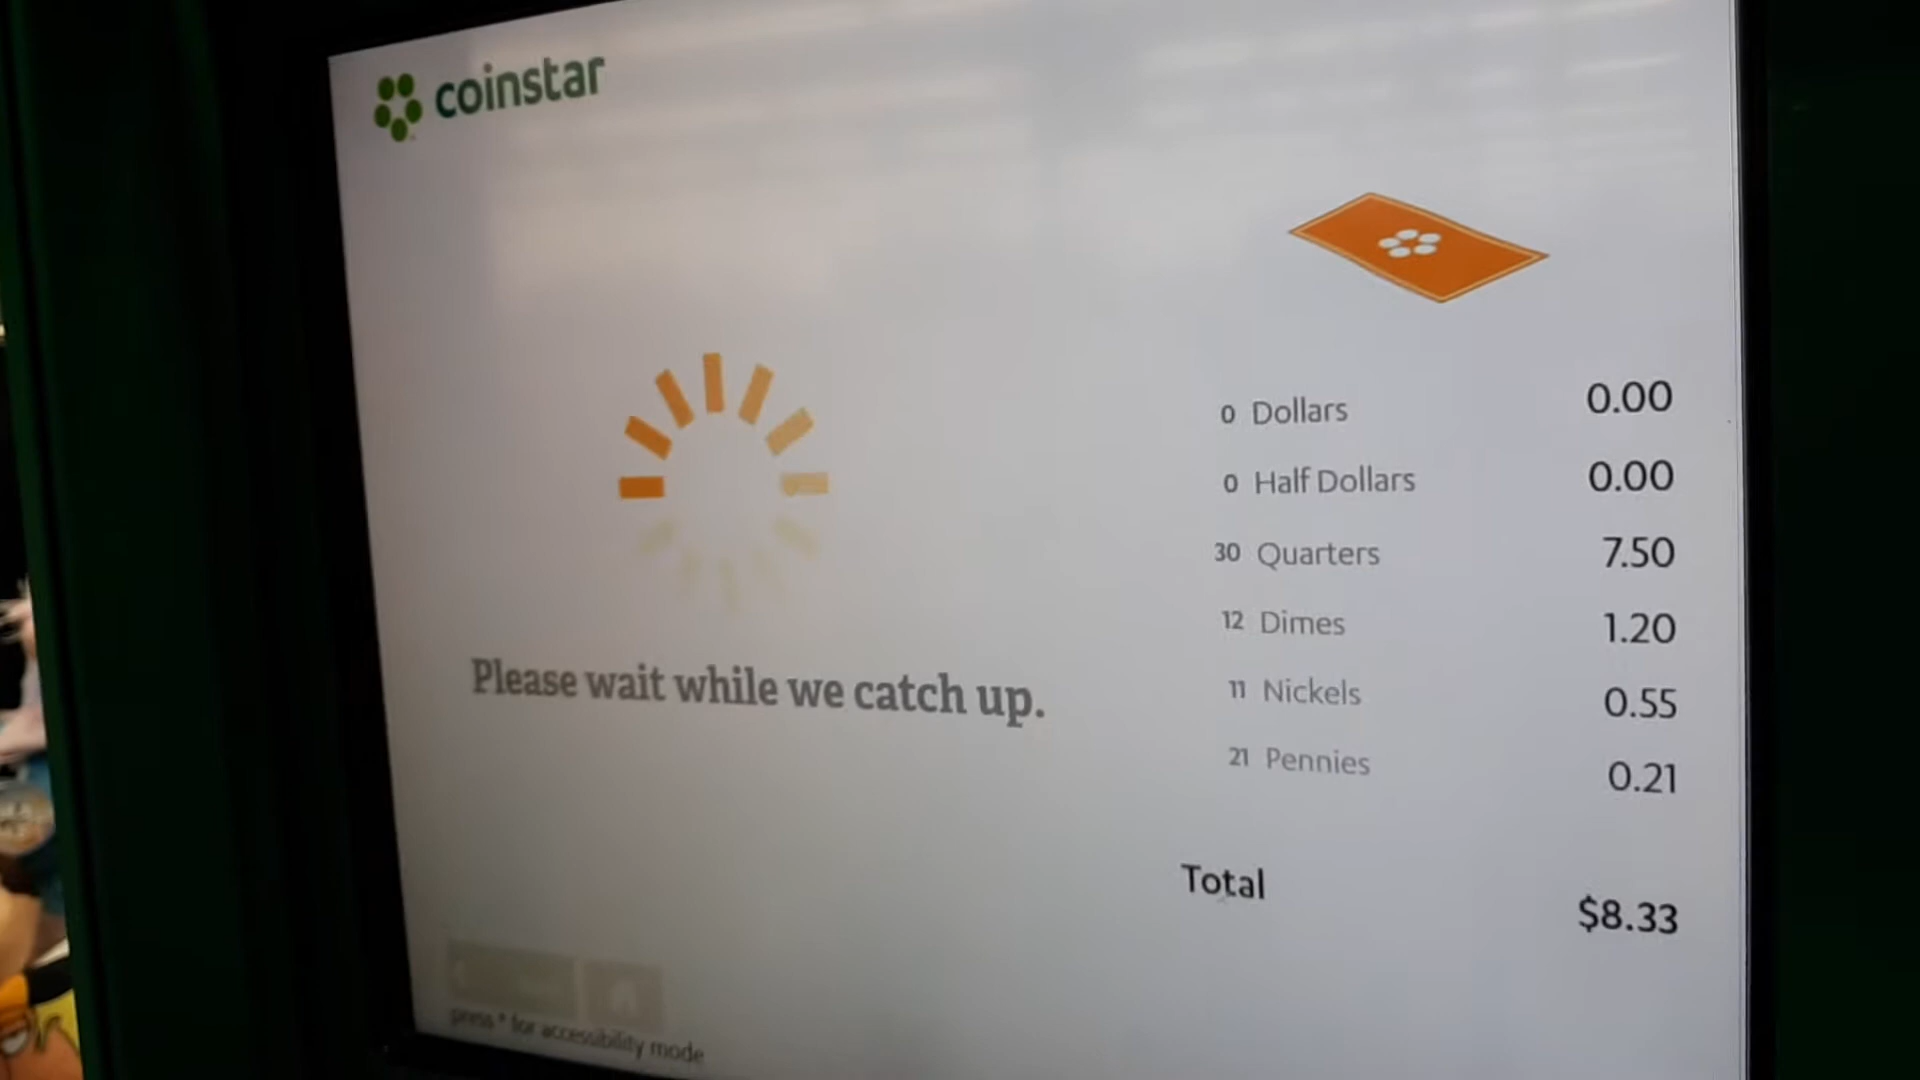 coinstar
0 Dollars 0.00
0 Half Dollars 0.00
30 Quarters 7.50
12 Dimes 1.20
11 Nickels 0.55
21 Pennies 0.21
Please wait while we catch up.
Total $8.33
press * for accessibility mode